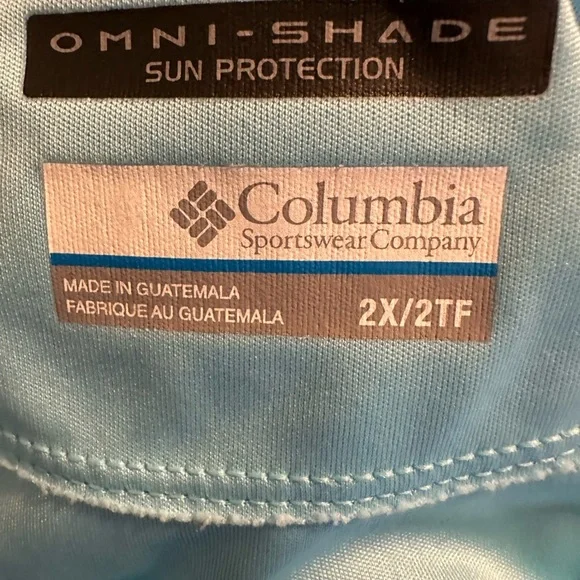 OMNI-SHADE
SUN PROTECTION
Columbia
Sportswear Company
MADE IN GUATEMALA
FABRIQUE AU GUATEMALA
2X/2TF